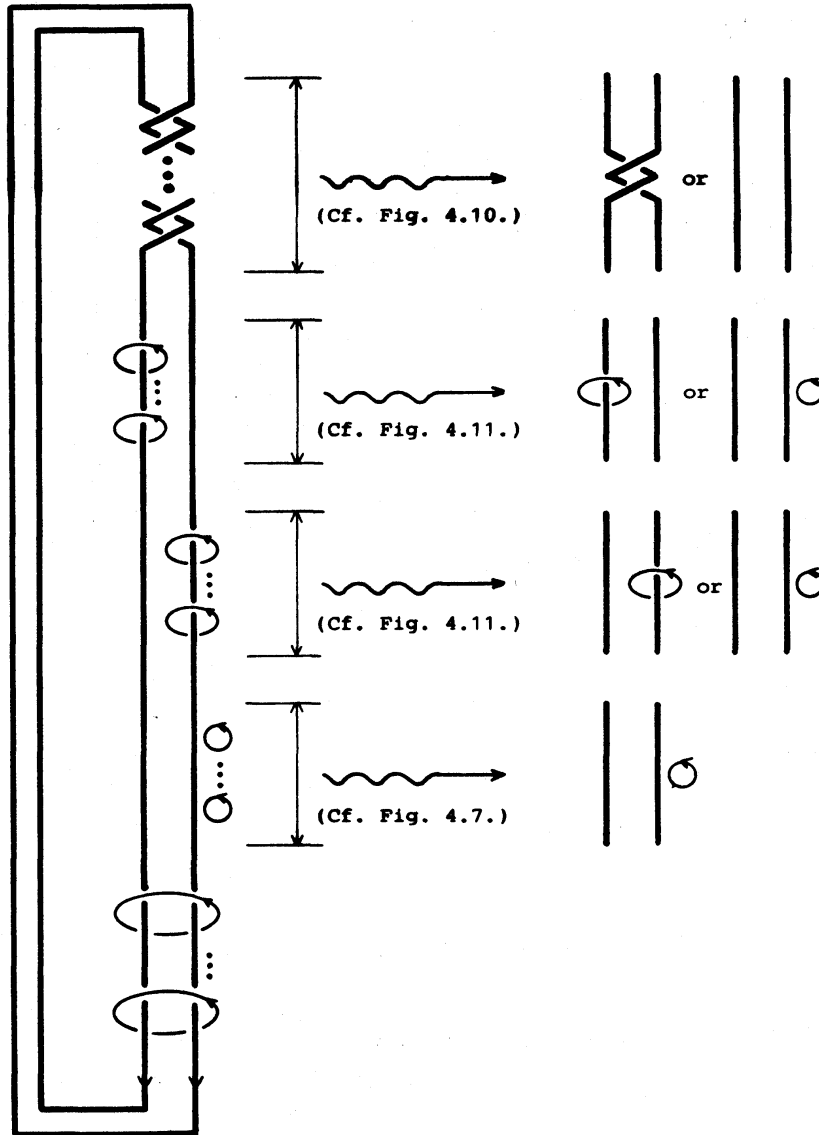 or
(Cf. Fig. 4.10.)
or
(Cf. Fig. 4.11.)
or
(Cf. Fig. 4.11.)
(Cf. Fig. 4.7.)